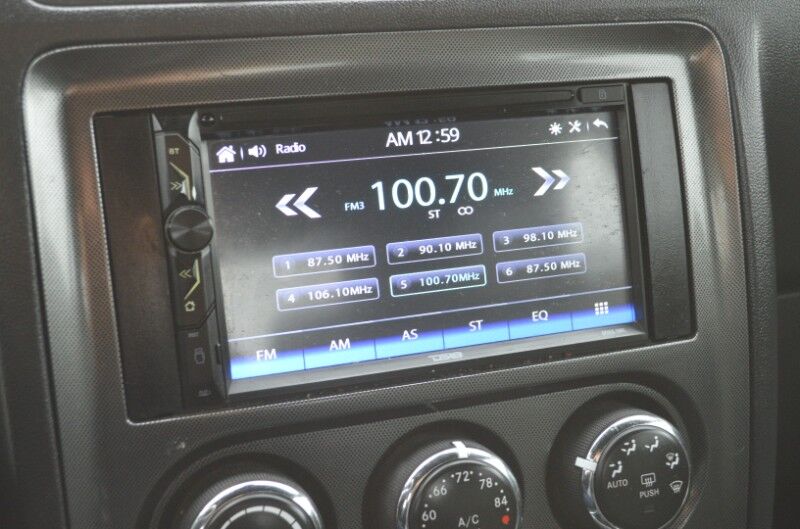 AM 12:59
Radio
BT
FM3 100.70 MHz
ST
1 87.50 MHz 2 90.10 MHz 3 98.10 MHz
4 106.10MHz 5 100.70MHz 6 87.50 MHz
FM AM AS ST EQ
60 66 72 78 84
A/C
AUTO
PUSH